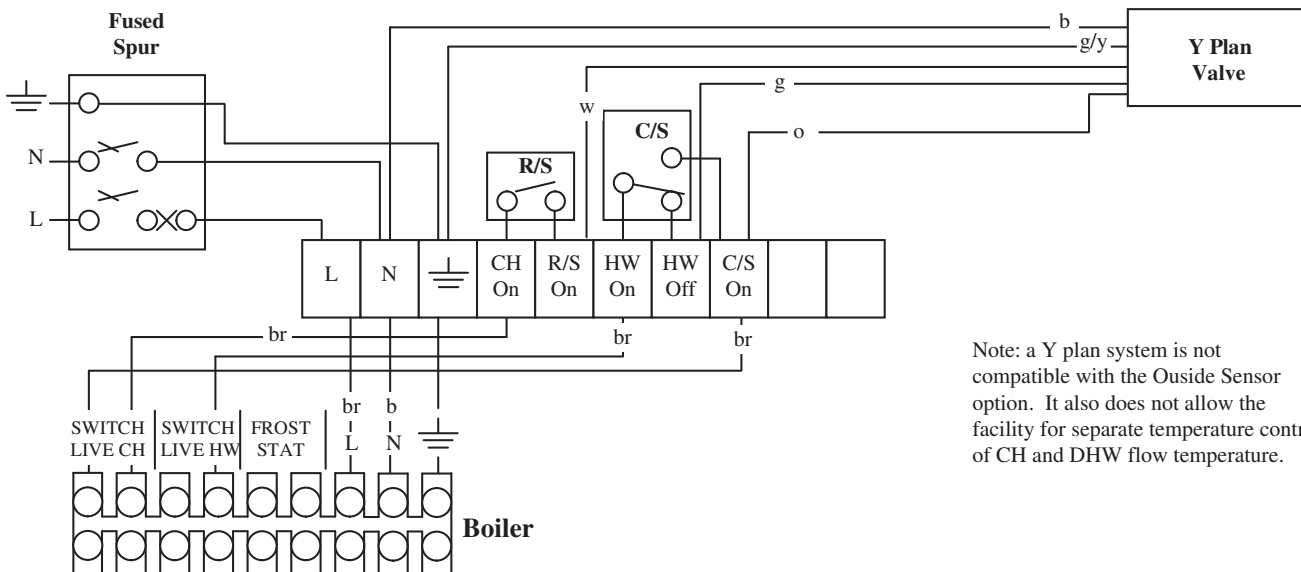 Fused
Spur
b
g/y
Y Plan
Valve
w
g
o
C/S
R/S
N
L
L
N
CH
On
R/S
On
HW
On
HW
Off
C/S
On
br
br
br
Note: a Y plan system is not
compatible with the Ouside Sensor
option. It also does not allow the
facility for separate temperature contr
of CH and DHW flow temperature.
br
b
SWITCH
LIVE CH
SWITCH
LIVE HW
FROST
STAT
L
N
Boiler